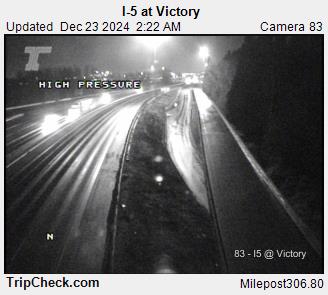 I-5 at Victory
Updated Dec 23 2024 2:22 AM Camera 83
T
HIGH PRESSURE
N
83 - I5 @ Victory
TripCheck.com Milepost306.80